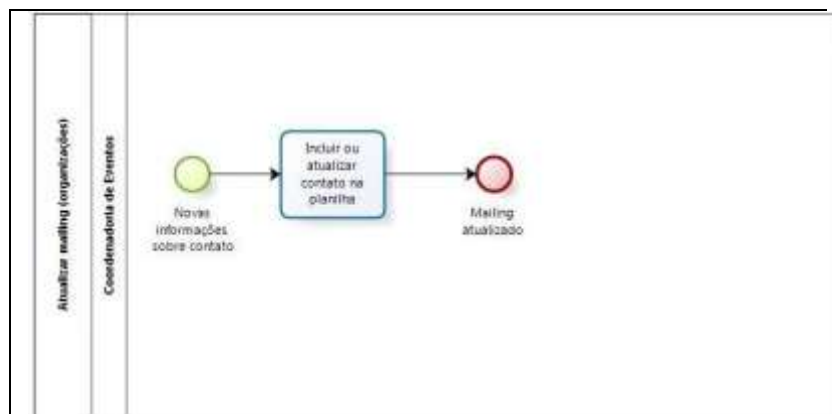 Atualizar mailing (organizações)
Coordenadoria de Eventos
Novas
informações
sobre contato
Incluir ou
atualizar
contato na
planilha
Mailing
atualizado